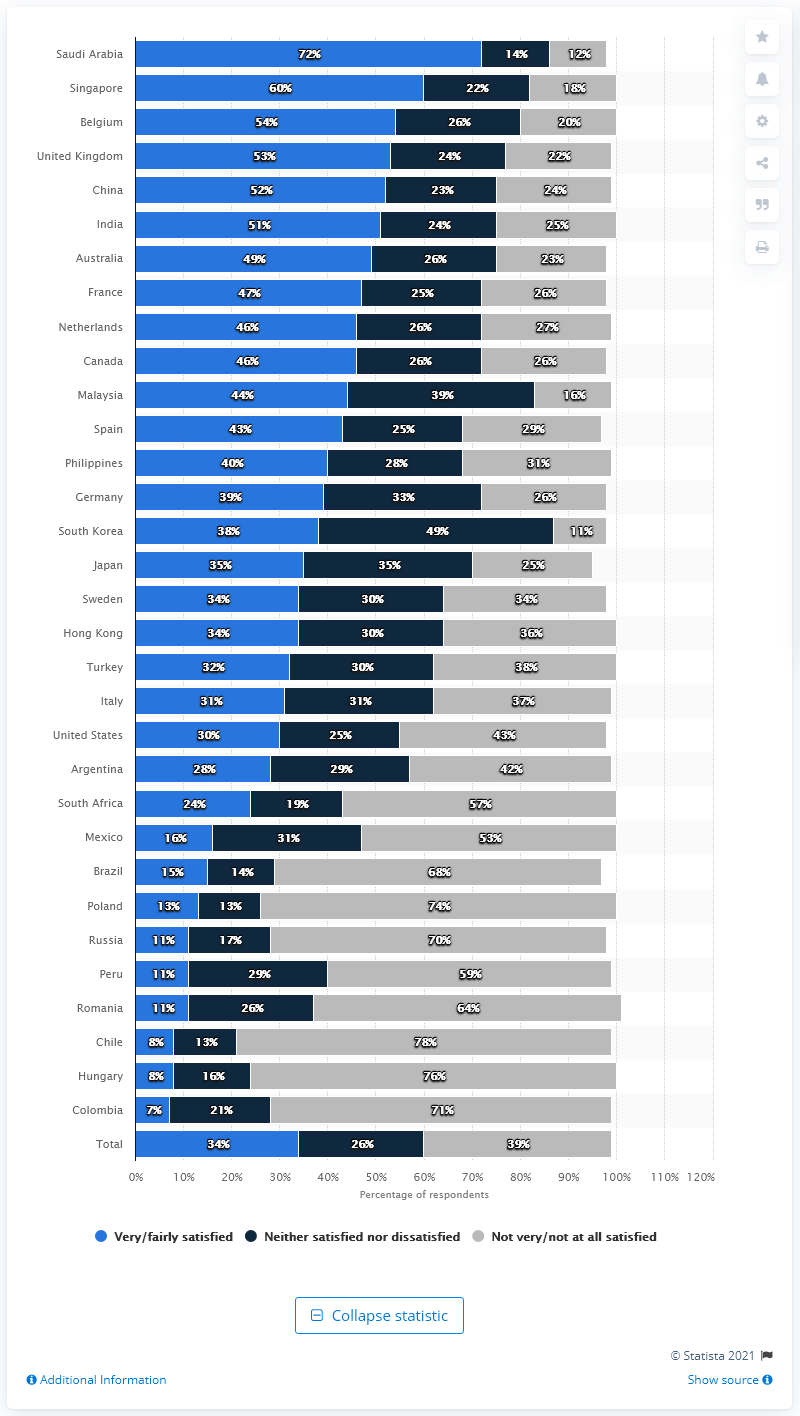 Saudi Arabia 72% 14% 12%
Singapore 60% 22% 18%
Belgium 54% 26% 20%
United Kingdom 53% 24% 22%
China 52% 23% 24%
India 51% 24% 25%
Australia 49% 26% 23%
France 47% 25% 26%
Netherlands 46% 26% 27%
Canada 46% 26% 26%
Malaysia 44% 39% 16%
Spain 43% 25% 29%
Philippines 40% 28% 31%
Germany 39% 33% 26%
South Korea 38% 49% 11%
Japan 35% 35% 25%
Sweden 34% 30% 34%
Hong Kong 34% 30% 36%
Turkey 32% 30% 38%
Italy 31% 31% 37%
United States 30% 25% 43%
Argentina 28% 29% 42%
South Africa 24% 19% 57%
Mexico 16% 31% 53%
Brazil 15% 14% 68%
Poland 13% 13% 74%
Russia 11% 17% 70%
Peru 11% 29% 59%
Romania 11% 26% 64%
Chile 8% 13% 78%
Hungary 8% 16% 76%
Colombia 7% 21% 71%
Total 34% 26% 39%
0% 10% 20% 30% 40% 50% 60% 70% 80% 90% 100% 110% 120%
Percentage of respondents
Very/fairly satisfied Neither satisfied nor dissatisfied Not very/not at all satisfied
Collapse statistic
© Statista 2021
Additional Information Show source